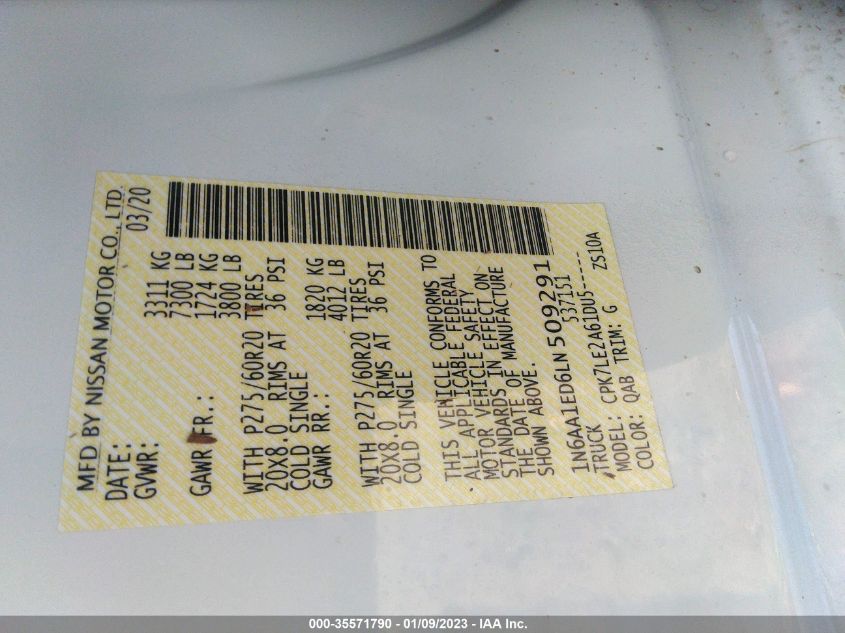 MFD BY NISSAN MOTOR CO., LTD.
DATE: 03/20
GVWR: 3311 KG
7300 LB
GAWR FR.: 1724 KG
3800 LB
WITH P275/60R20 TIRES
20X8.0 RIMS AT 36 PSI
COLD SINGLE
GAWR RR.: 1820 KG
4012 LB
WITH P275/60R20 TIRES
20X8.0 RIMS AT 36 PSI
COLD SINGLE
THIS VEHICLE CONFORMS TO
ALL APPLICABLE FEDERAL
MOTOR VEHICLE SAFETY
STANDARDS IN EFFECT ON
THE DATE OF MANUFACTURE
SHOWN ABOVE.
1N6AA1ED6LN509291
TRUCK 537151
MODEL: CPK7LE2A61DU5-----
COLOR: QAB TRIM: G ZS10A
000-35571790 - 01/09/2023 - IAA Inc.